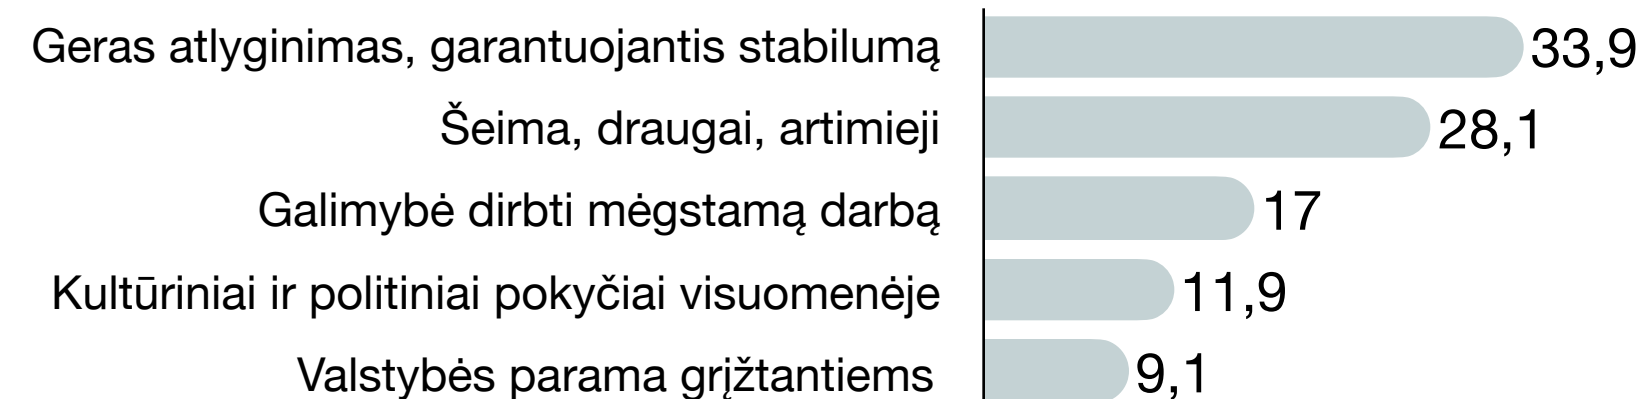 Geras atlyginimas, garantuojantis stabilumą 33,9
Šeima, draugai, artimieji 28,1
Galimybė dirbti mėgstamą darbą 17
Kultūriniai ir politiniai pokyčiai visuomenėje 11,9
Valstybės parama grįžtantiems 9,1